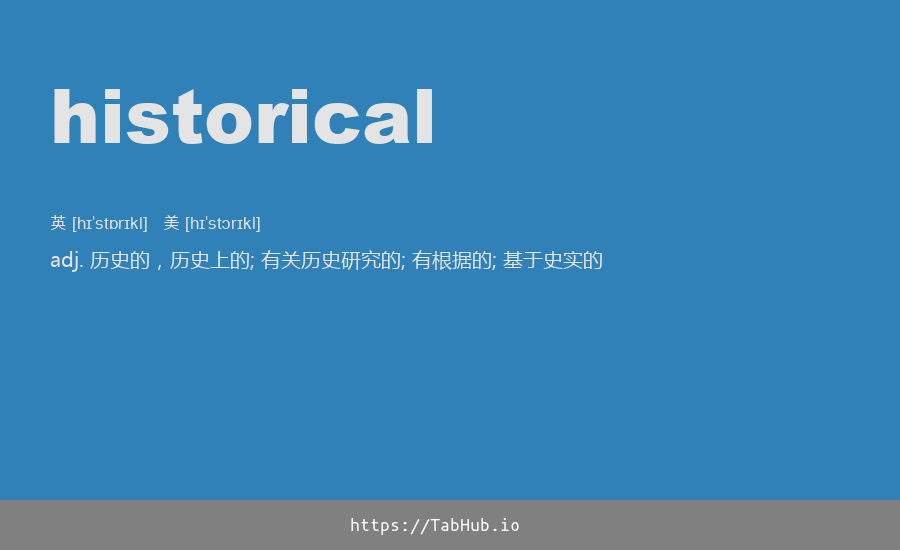 historical
英 [hɪˈstɒrɪkl] 美 [hɪˈstɔrɪkl]
adj. 历史的，历史上的; 有关历史研究的; 有根据的; 基于史实的
https://TabHub.io